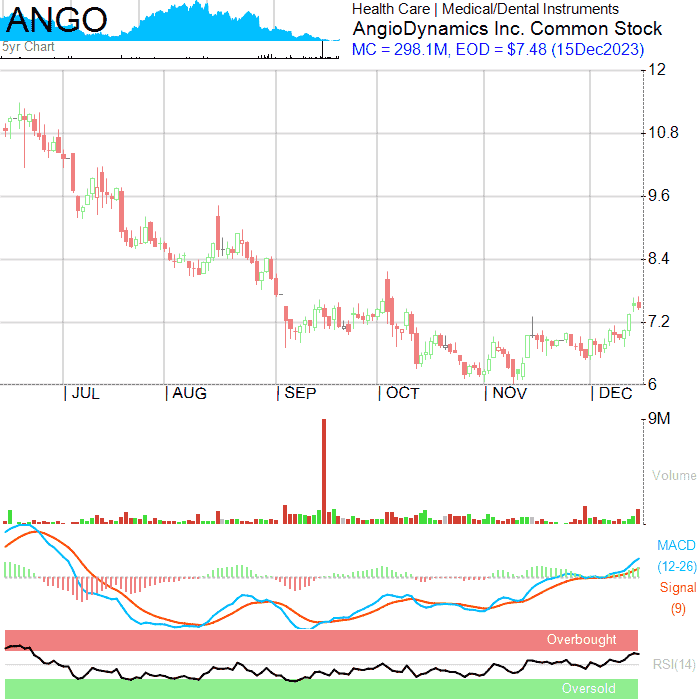 ANGO
5yr Chart
Health Care | Medical/Dental Instruments
AngioDynamics Inc. Common Stock
MC = 298.1M, EOD = $7.48 (15Dec2023)
12
10.8
9.6
8.4
7.2
6
| JUL | AUG | SEP | OCT | NOV | DEC
9M
Volume
MACD
(12-26)
Signal
(9)
Overbought
RSI(14)
Oversold